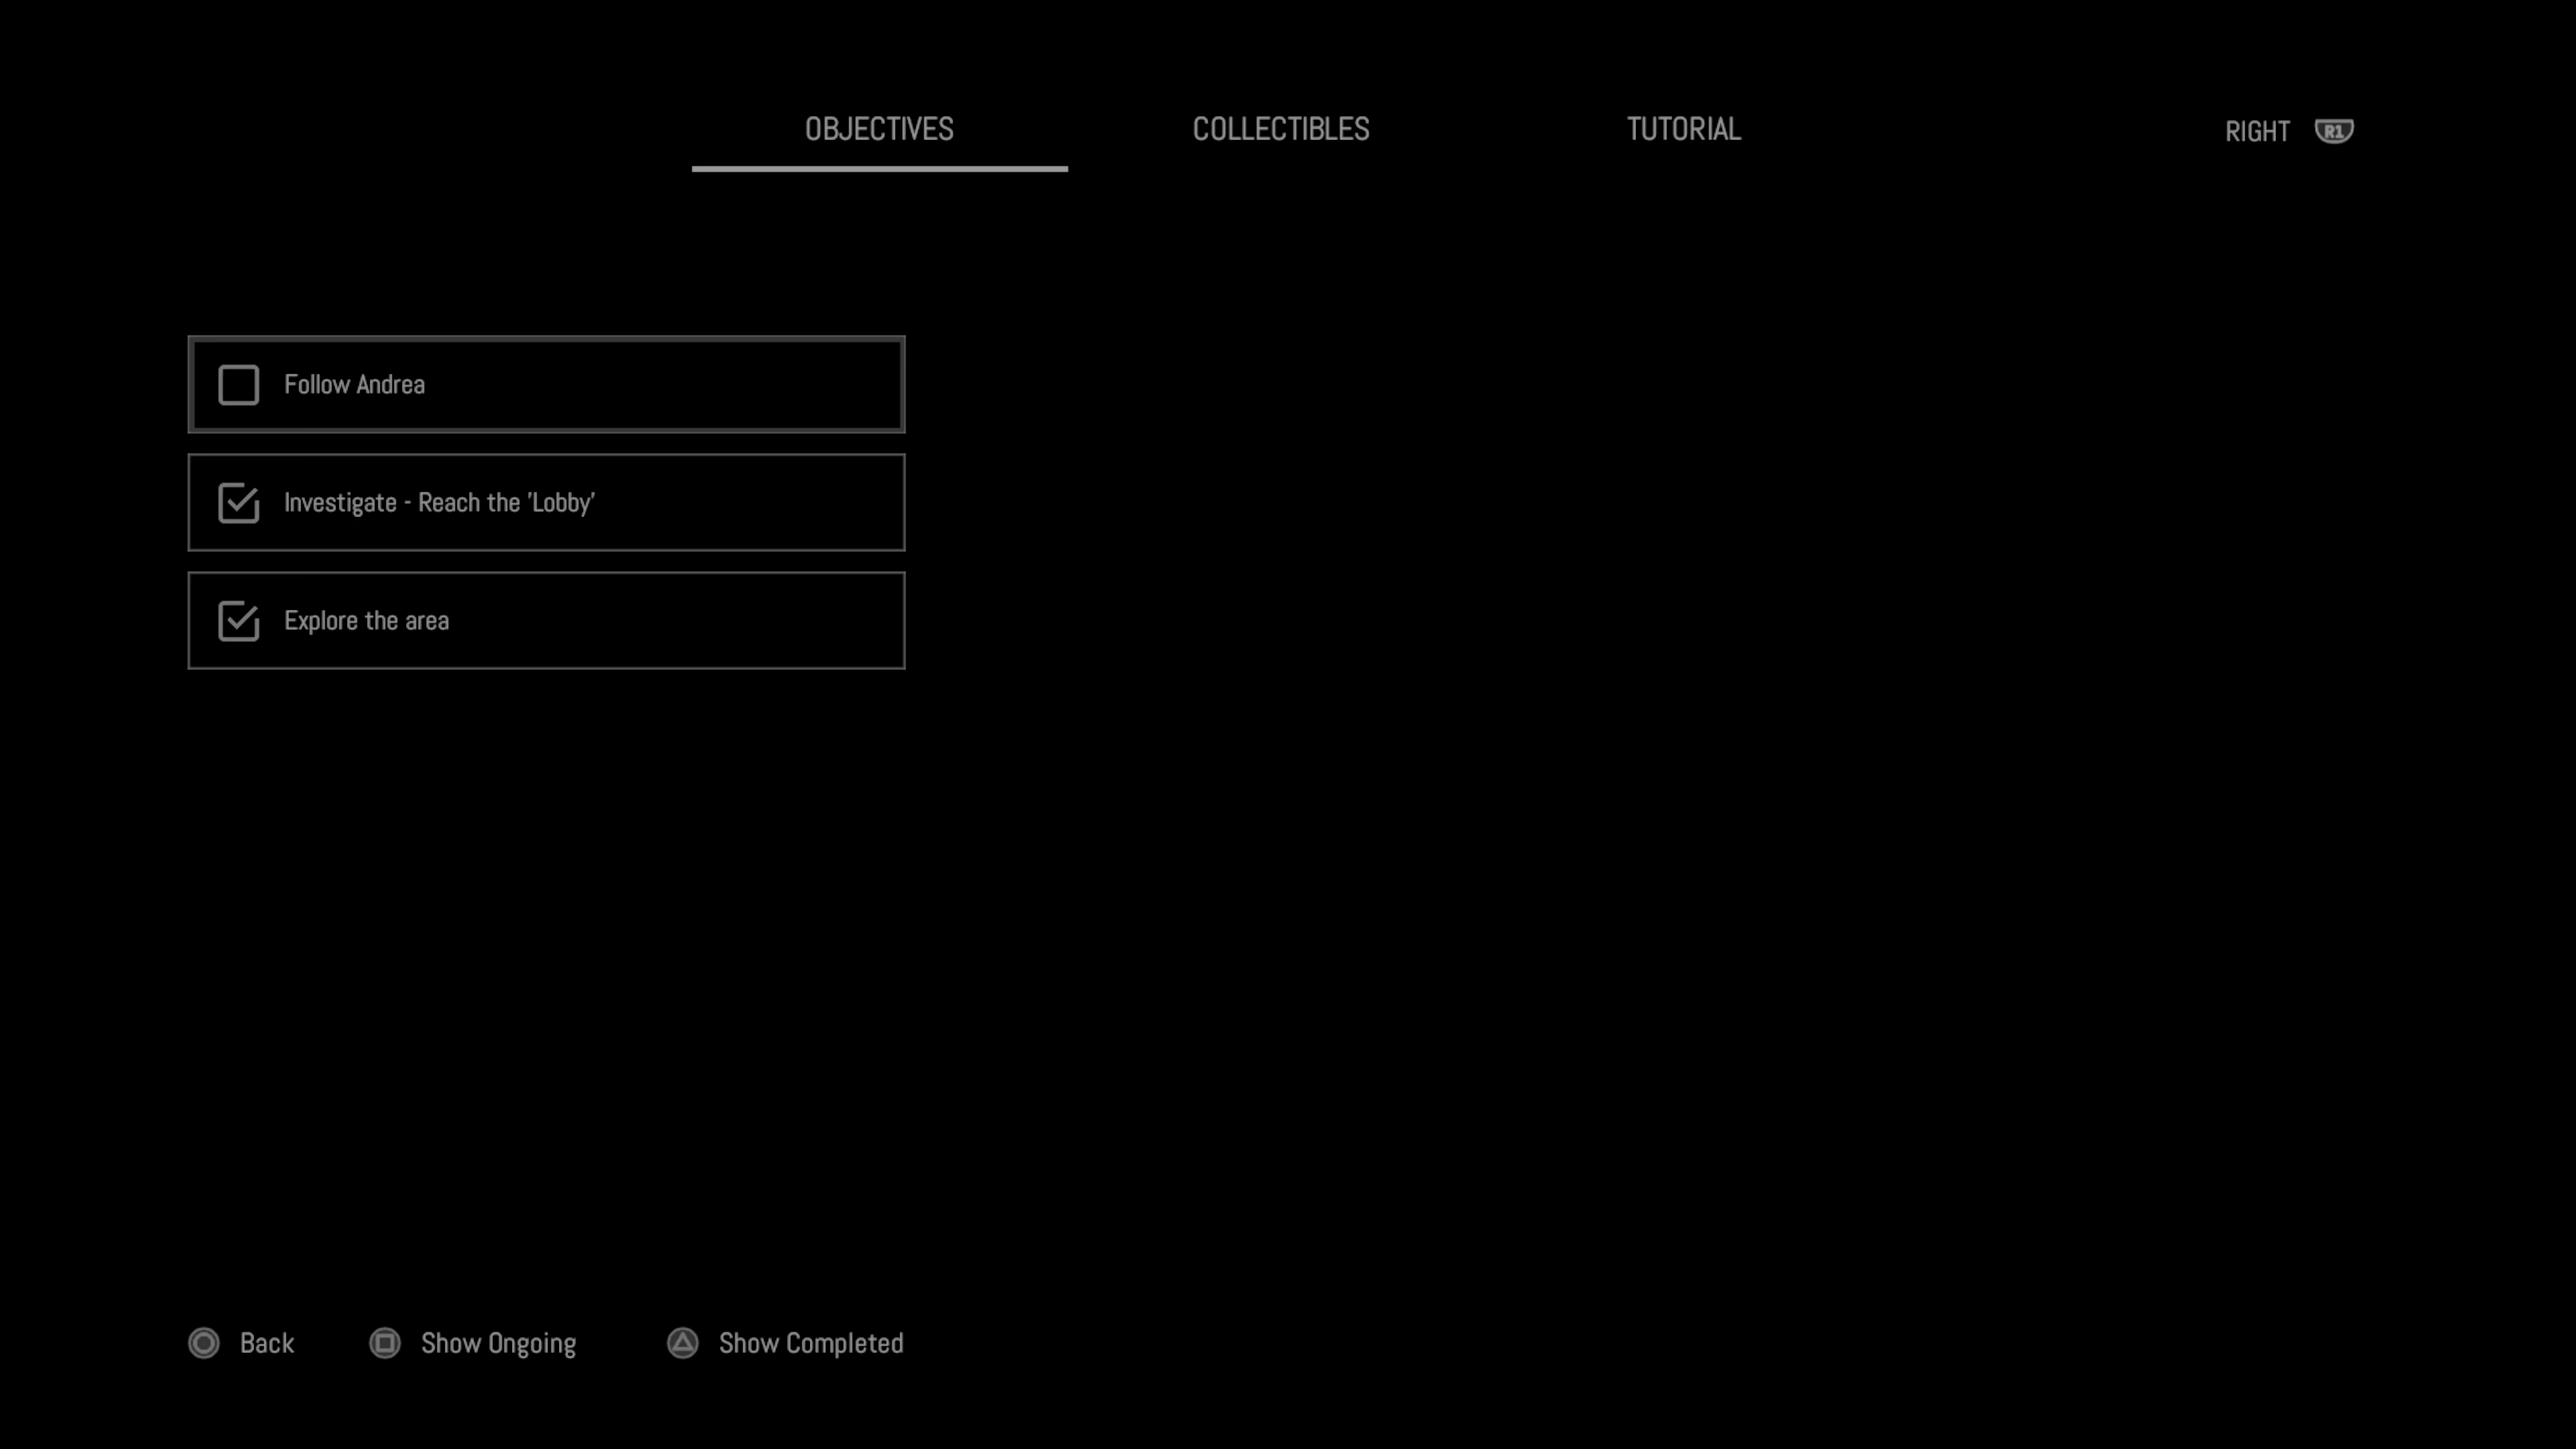 OBJECTIVES COLLECTIBLES TUTORIAL RIGHT R1
Follow Andrea
Investigate - Reach the 'Lobby'
Explore the area
Back Show Ongoing Show Completed